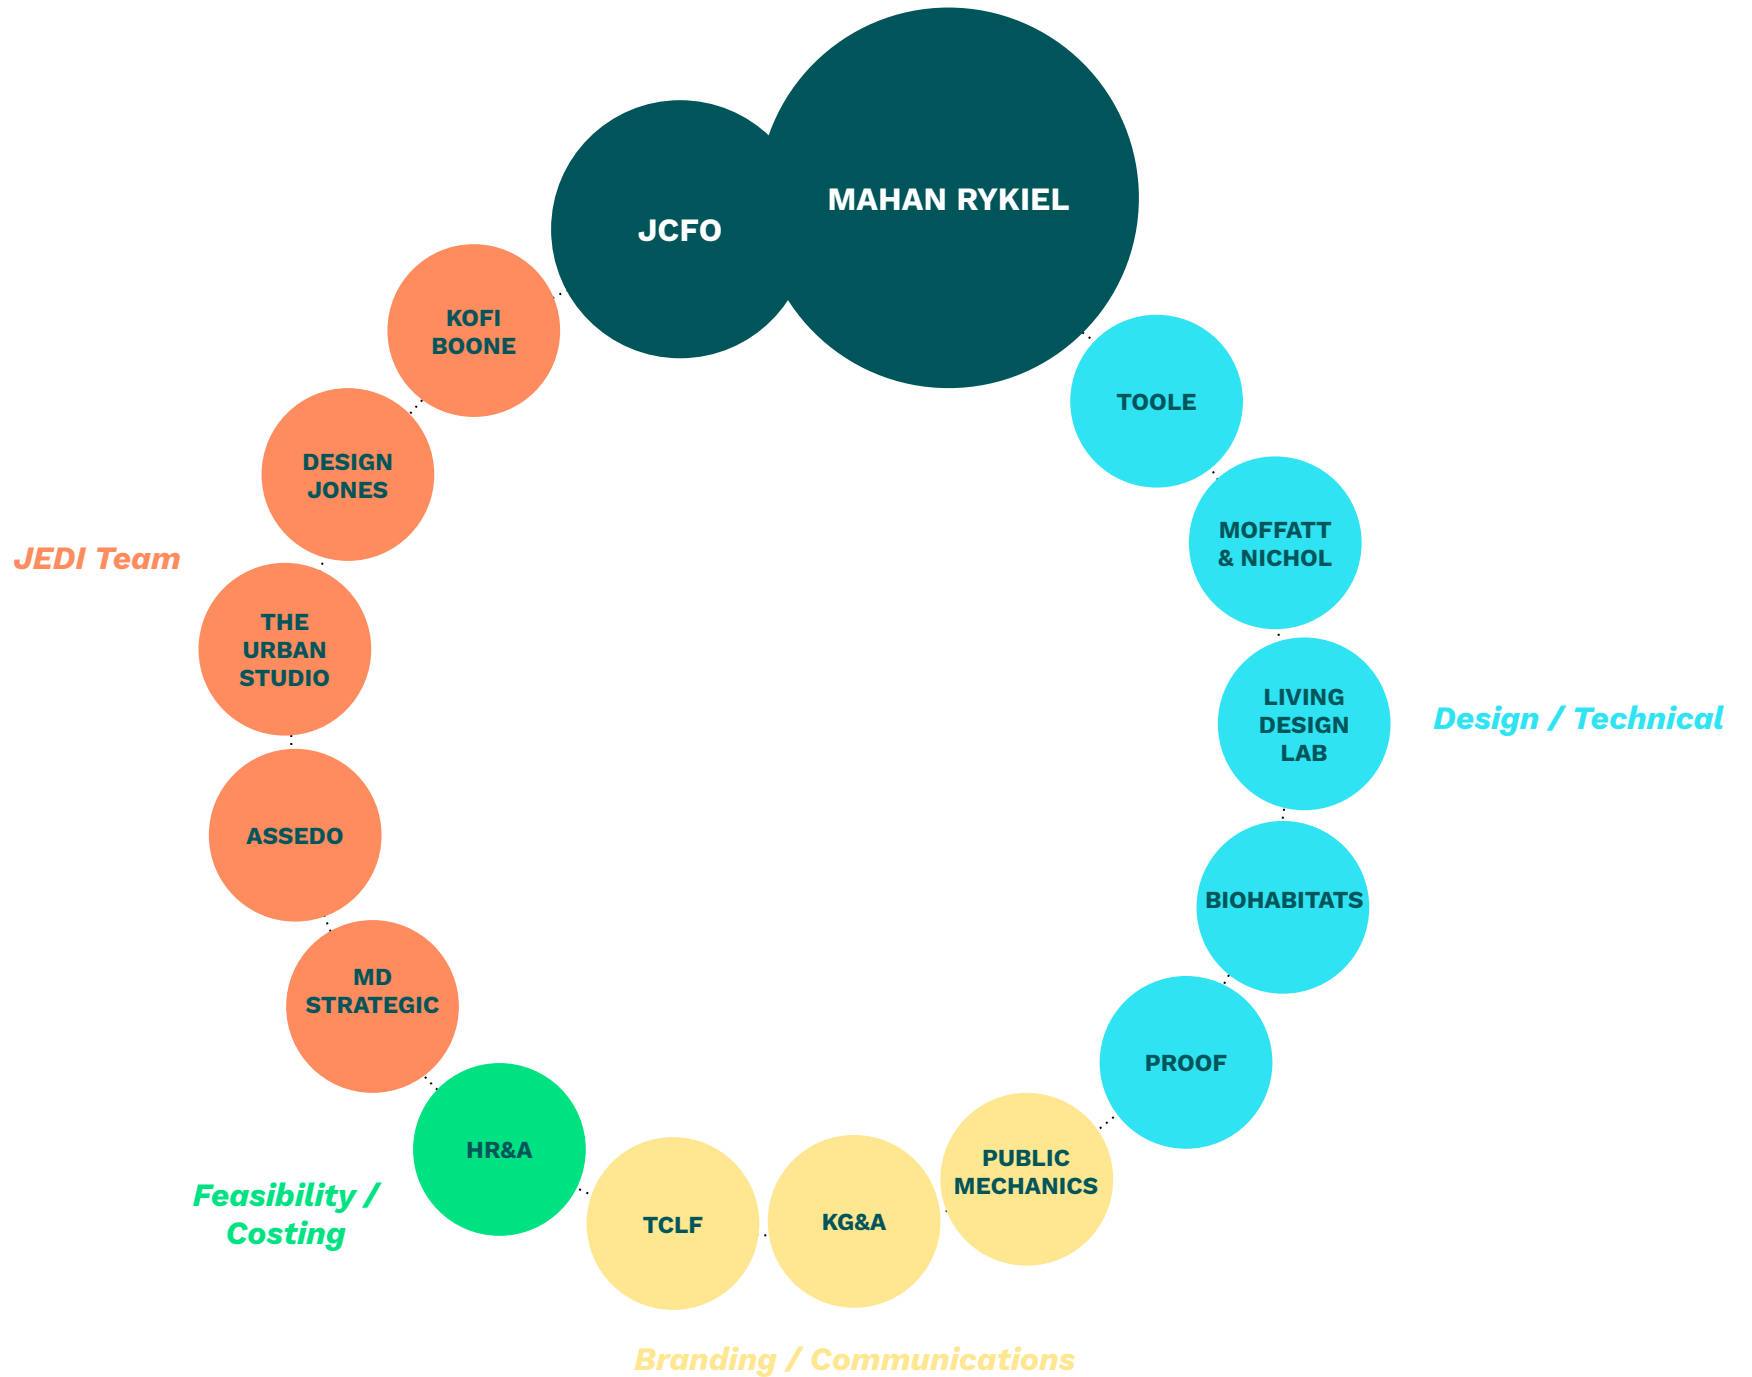 MAHAN RYKIEL
JCFO
KOFI
BOONE
TOOLE
DESIGN
JONES
MOFFATT
& NICHOL
JEDI Team
THE
URBAN
STUDIO
LIVING
DESIGN
LAB
Design / Technical
ASSEDO
BIOHABITATS
MD
STRATEGIC
PROOF
HR&A
PUBLIC
MECHANICS
Feasibility /
Costing
TCLF
KG&A
Branding / Communications